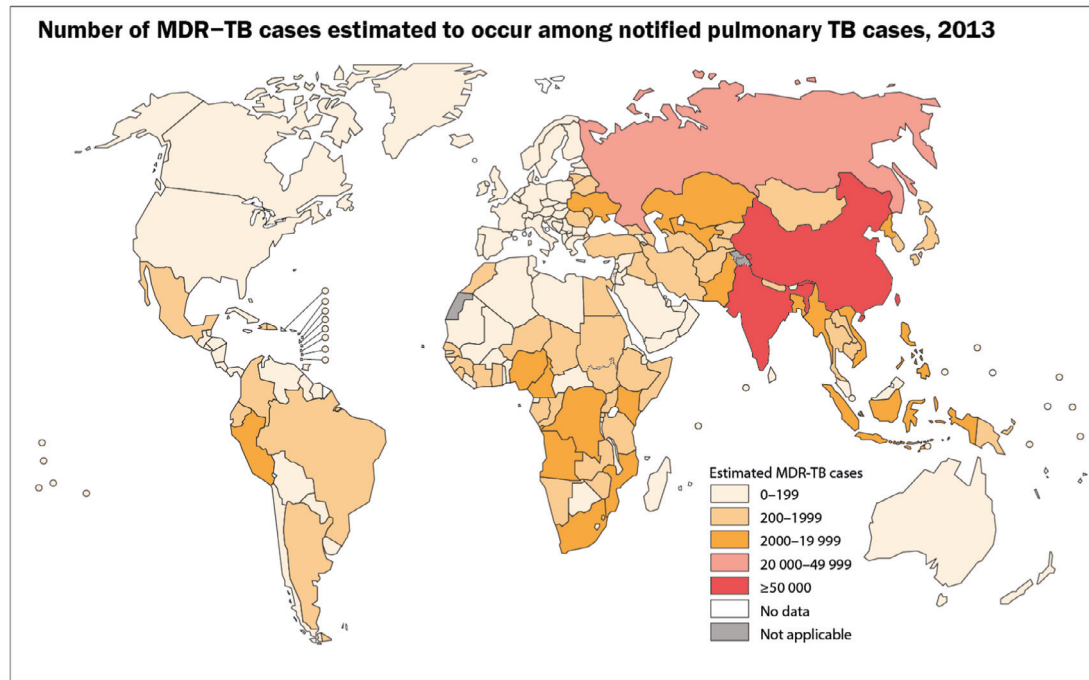 Number of MDR–TB cases estimated to occur among notified pulmonary TB cases, 2013
Estimated MDR-TB cases
0–199
200–1999
2000–19 999
20 000–49 999
≥50 000
No data
Not applicable